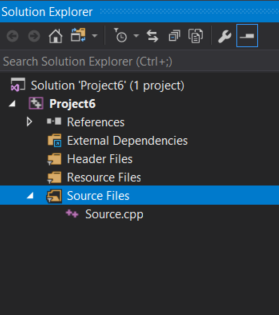 Solution Explorer
Search Solution Explorer (Ctrl+;)
Solution 'Project6' (1 project)
Project6
References
External Dependencies
Header Files
Resource Files
Source Files
Source.cpp